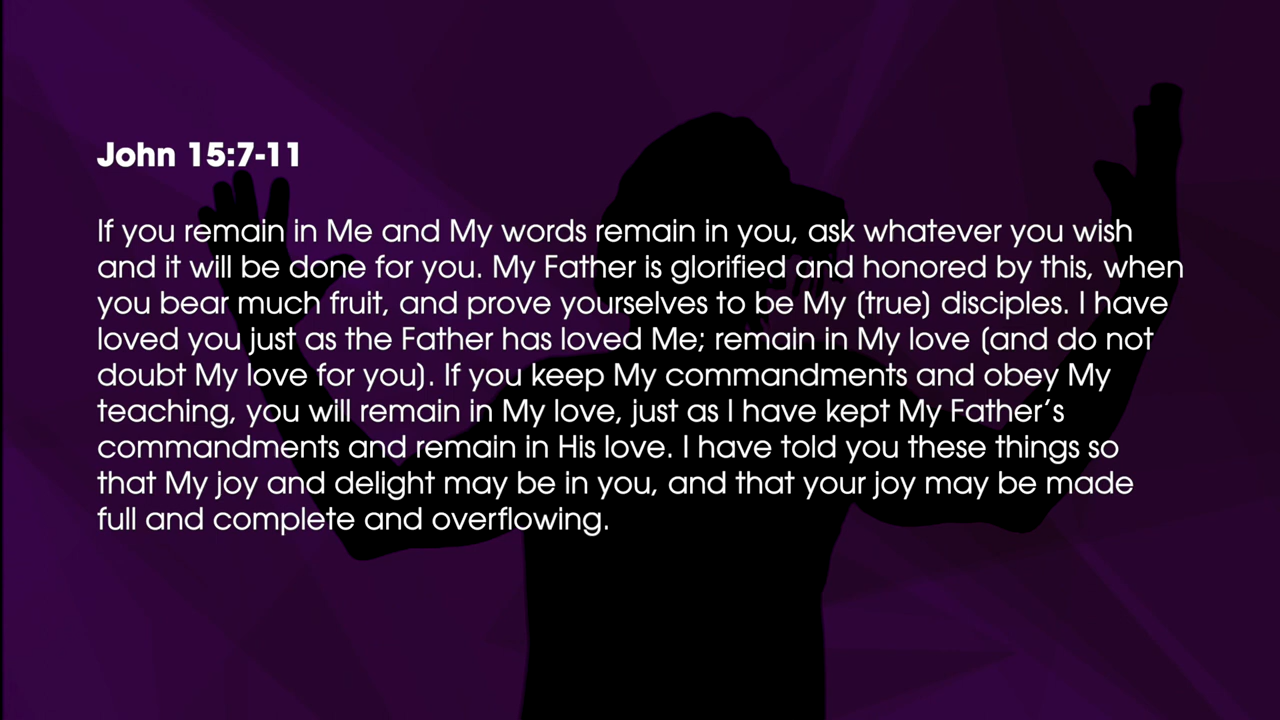 John 15:7-11
If you remain in Me and My words remain in you, ask whatever you wish
and it will be done for you. My Father is glorified and honored by this, when
you bear much fruit, and prove yourselves to be My (true) disciples. I have
loved you just as the Father has loved Me; remain in My love (and do not
doubt My love for you). If you keep My commandments and obey My
teaching, you will remain in My love, just as I have kept My Father’s
commandments and remain in His love. I have told you these things so
that My joy and delight may be in you, and that your joy may be made
full and complete and overflowing.